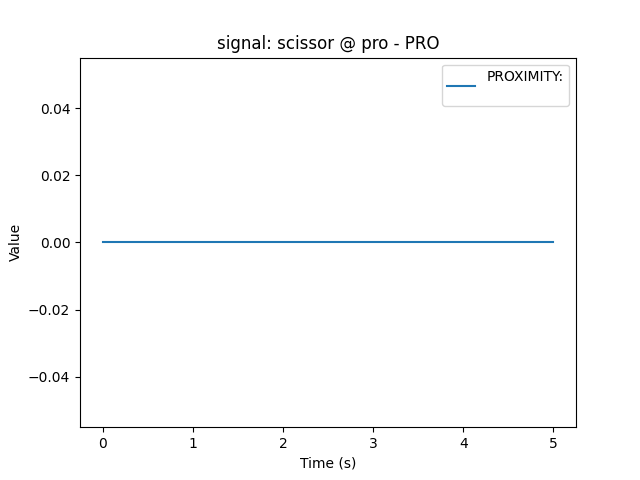 signal: scissor @ pro - PRO
PROXIMITY:
0.04
0.02
0.00
−0.02
−0.04
Value
0 1 2 3 4 5
Time (s)